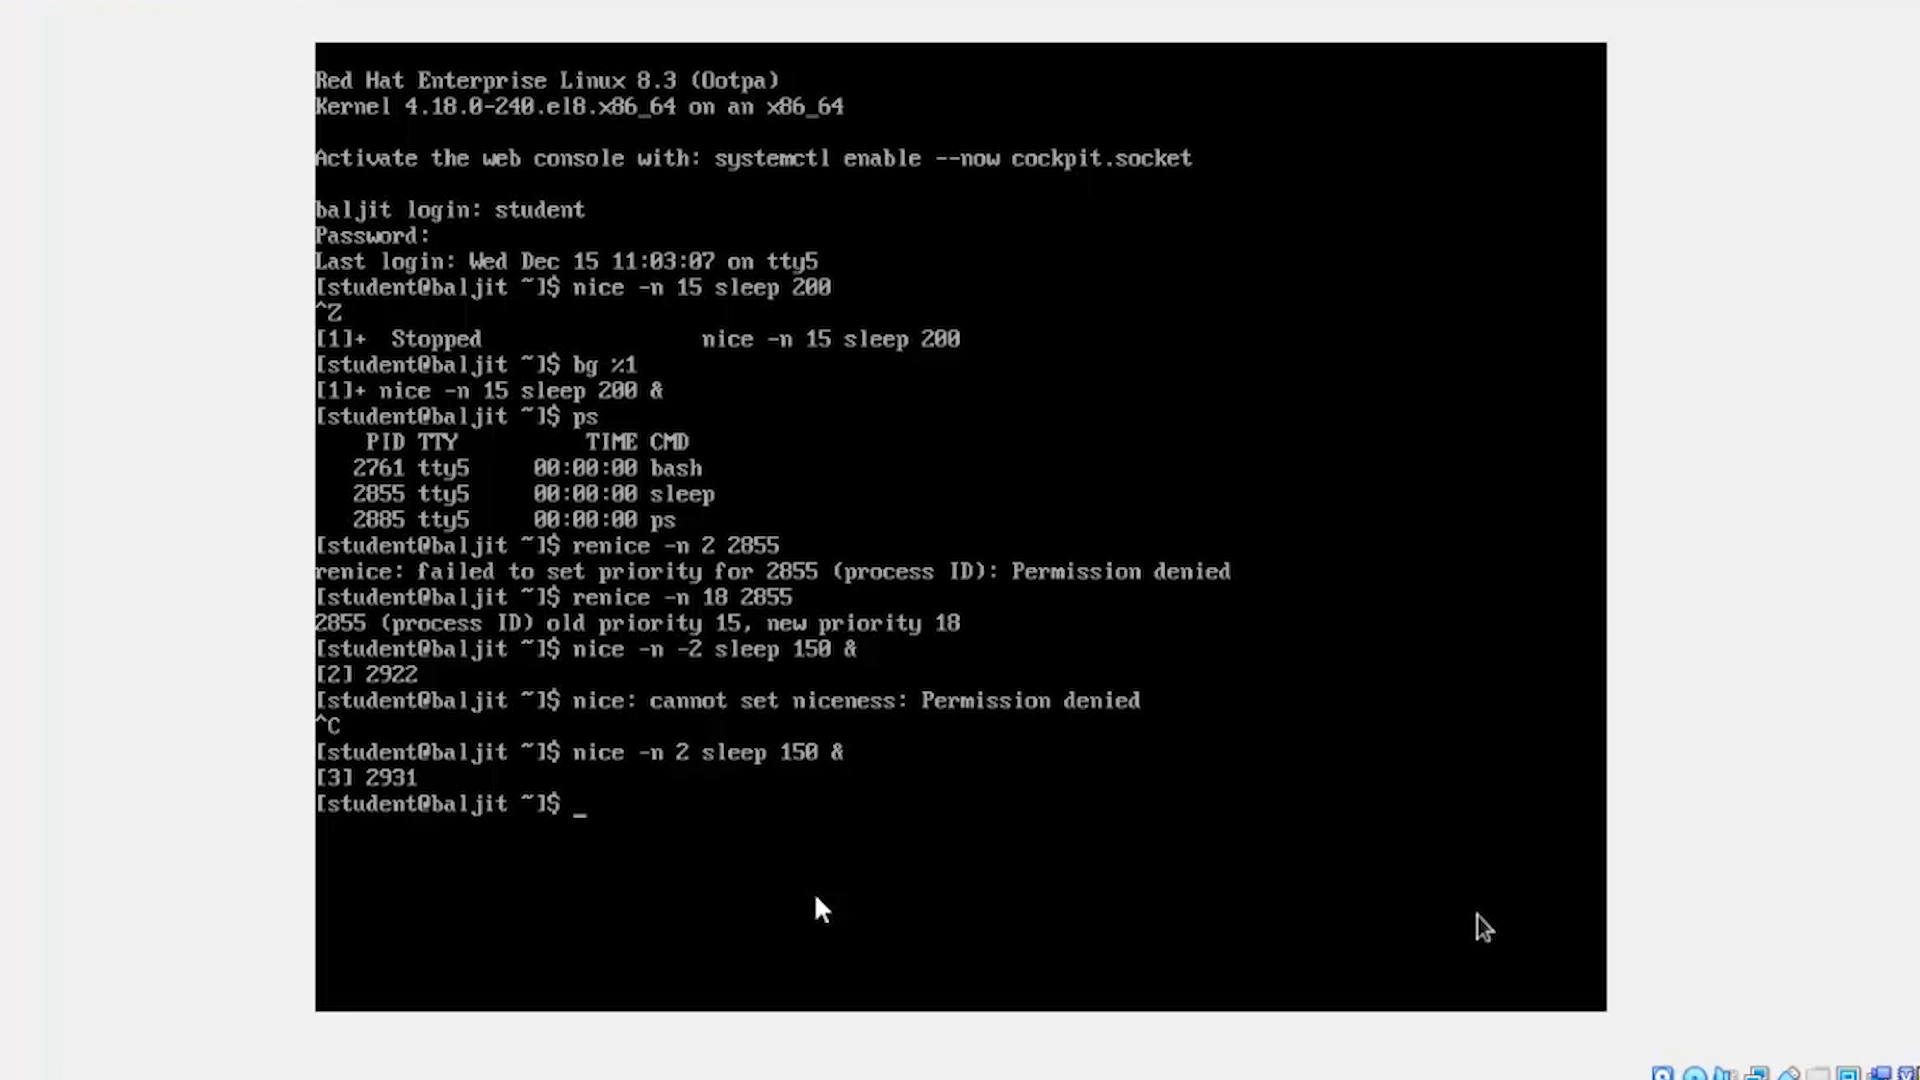 Red Hat Enterprise Linux 8.3 (Ootpa)
Kernel 4.18.0-240.el8.x86_64 on an x86_64
Activate the web console with: systemctl enable --now cockpit.socket
baljit login: student
Password:
Last login: Wed Dec 15 11:03:07 on tty5
[student@baljit ~]$ nice -n 15 sleep 200
^Z
[1]+  Stopped                 nice -n 15 sleep 200
[student@baljit ~]$ bg %1
[1]+ nice -n 15 sleep 200 &
[student@baljit ~]$ ps
    PID TTY          TIME CMD
   2761 tty5     00:00:00 bash
   2855 tty5     00:00:00 sleep
   2885 tty5     00:00:00 ps
[student@baljit ~]$ renice -n 2 2855
renice: failed to set priority for 2855 (process ID): Permission denied
[student@baljit ~]$ renice -n 18 2855
2855 (process ID) old priority 15, new priority 18
[student@baljit ~]$ nice -n -2 sleep 150 &
[2] 2922
[student@baljit ~]$ nice: cannot set niceness: Permission denied
^C
[student@baljit ~]$ nice -n 2 sleep 150 &
[3] 2931
[student@baljit ~]$ _